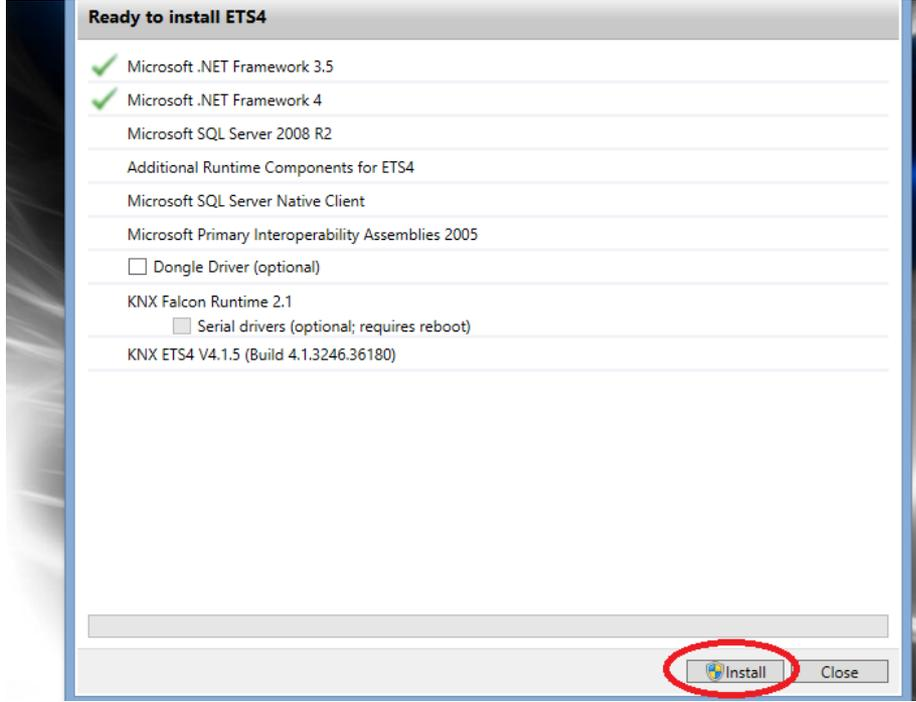 Ready to install ETS4
Microsoft .NET Framework 3.5
Microsoft .NET Framework 4
Microsoft SQL Server 2008 R2
Additional Runtime Components for ETS4
Microsoft SQL Server Native Client
Microsoft Primary Interoperability Assemblies 2005
Dongle Driver (optional)
KNX Falcon Runtime 2.1
Serial drivers (optional; requires reboot)
KNX ETS4 V4.1.5 (Build 4.1.3246.36180)
Install Close